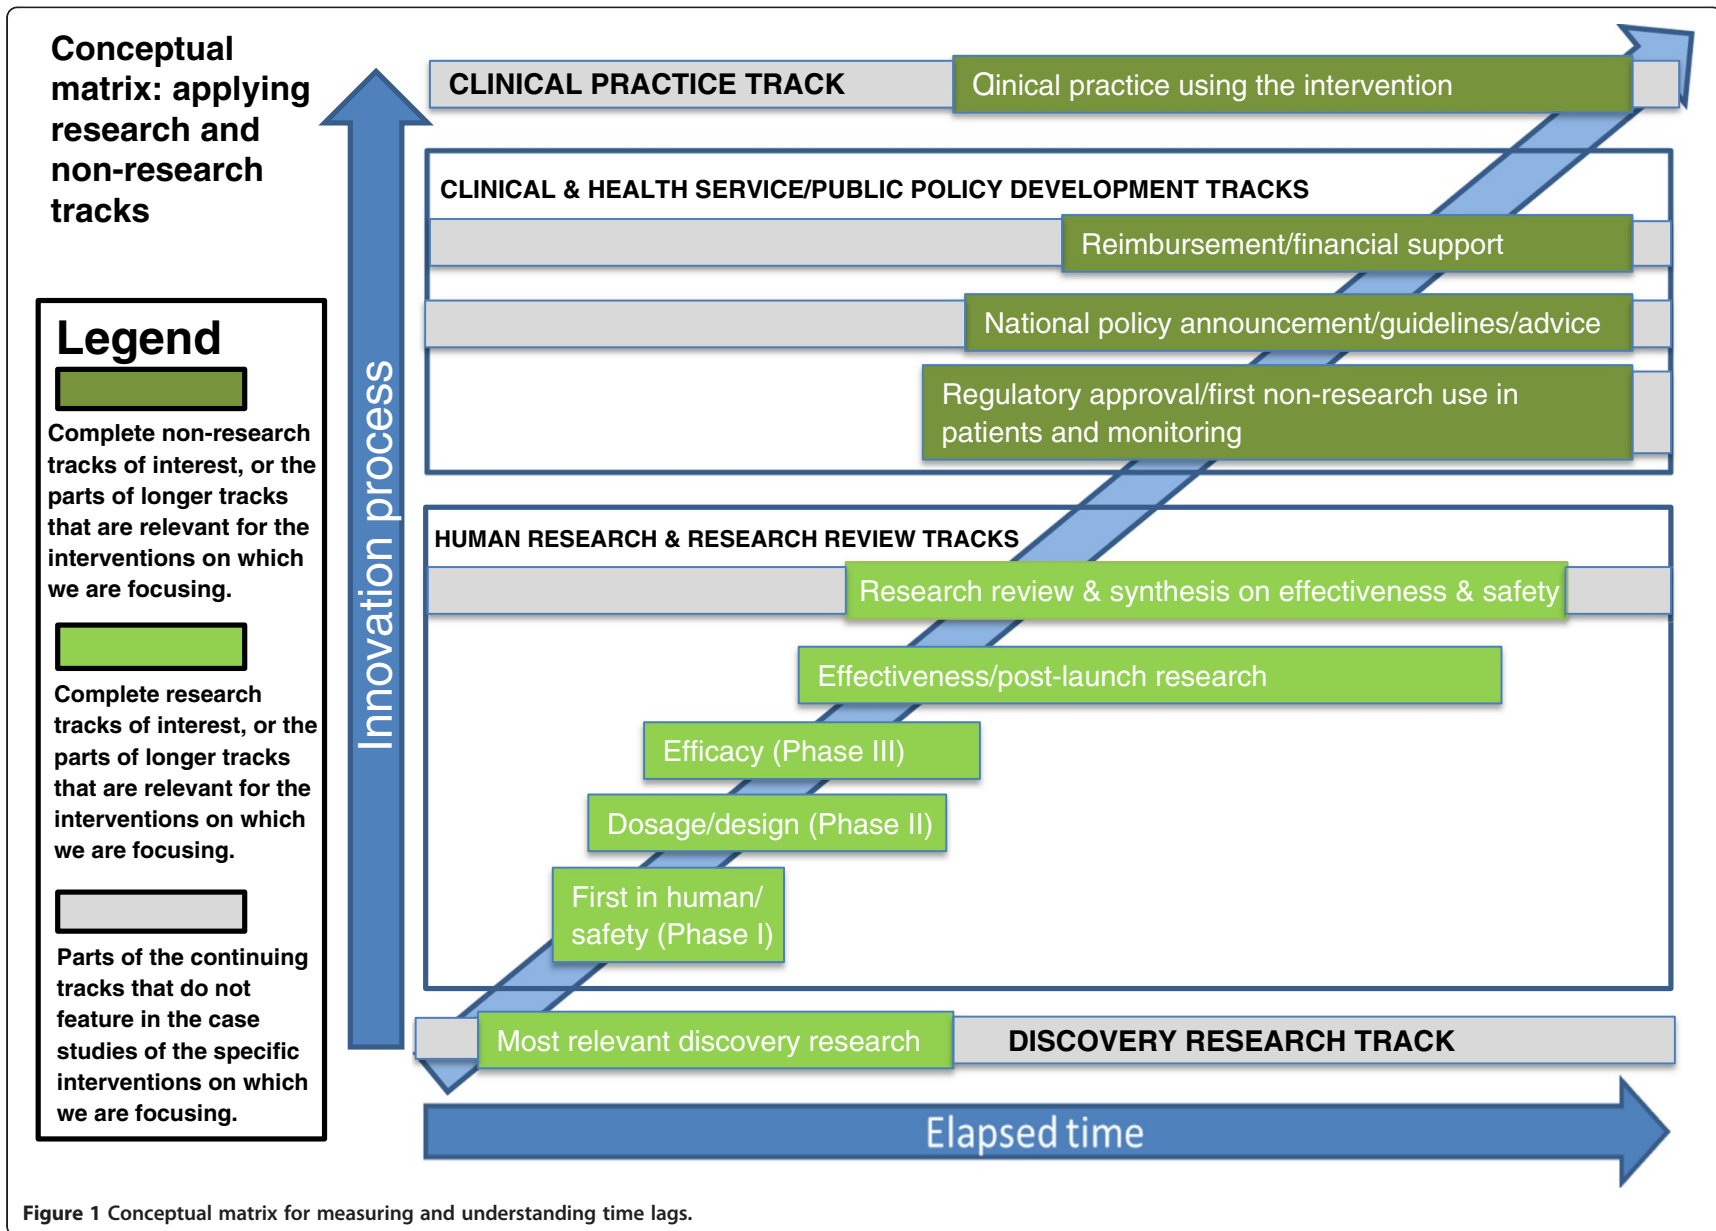 Conceptual
matrix: applying
research and
non-research
tracks
Legend
Complete non-research
tracks of interest, or the
parts of longer tracks
that are relevant for the
interventions on which
we are focusing.
Complete research
tracks of interest, or the
parts of longer tracks
that are relevant for the
interventions on which
we are focusing.
Parts of the continuing
tracks that do not
feature in the case
studies of the specific
interventions on which
we are focusing.
Innovation process
CLINICAL PRACTICE TRACK
Clinical practice using the intervention
CLINICAL & HEALTH SERVICE/PUBLIC POLICY DEVELOPMENT TRACKS
Reimbursement/financial support
National policy announcement/guidelines/advice
Regulatory approval/first non-research use in
patients and monitoring
HUMAN RESEARCH & RESEARCH REVIEW TRACKS
Research review & synthesis on effectiveness & safety
Effectiveness/post-launch research
Efficacy (Phase III)
Dosage/design (Phase II)
First in human/
safety (Phase I)
Most relevant discovery research
DISCOVERY RESEARCH TRACK
Elapsed time
Figure 1 Conceptual matrix for measuring and understanding time lags.